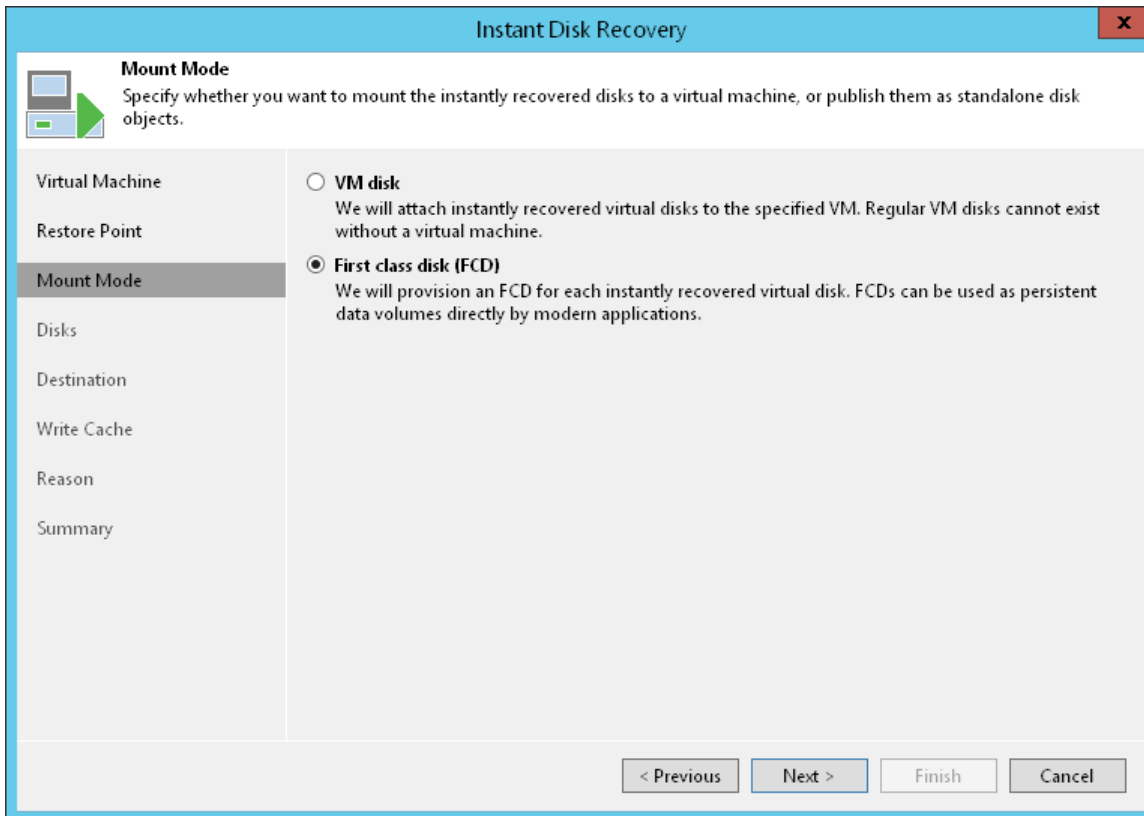 Instant Disk Recovery
x
Mount Mode
Specify whether you want to mount the instantly recovered disks to a virtual machine, or publish them as standalone disk
objects.
Virtual Machine
Restore Point
Mount Mode
Disks
Destination
Write Cache
Reason
Summary
VM disk
We will attach instantly recovered virtual disks to the specified VM. Regular VM disks cannot exist
without a virtual machine.
First class disk (FCD)
We will provision an FCD for each instantly recovered virtual disk. FCDs can be used as persistent
data volumes directly by modern applications.
< Previous
Next >
Finish
Cancel